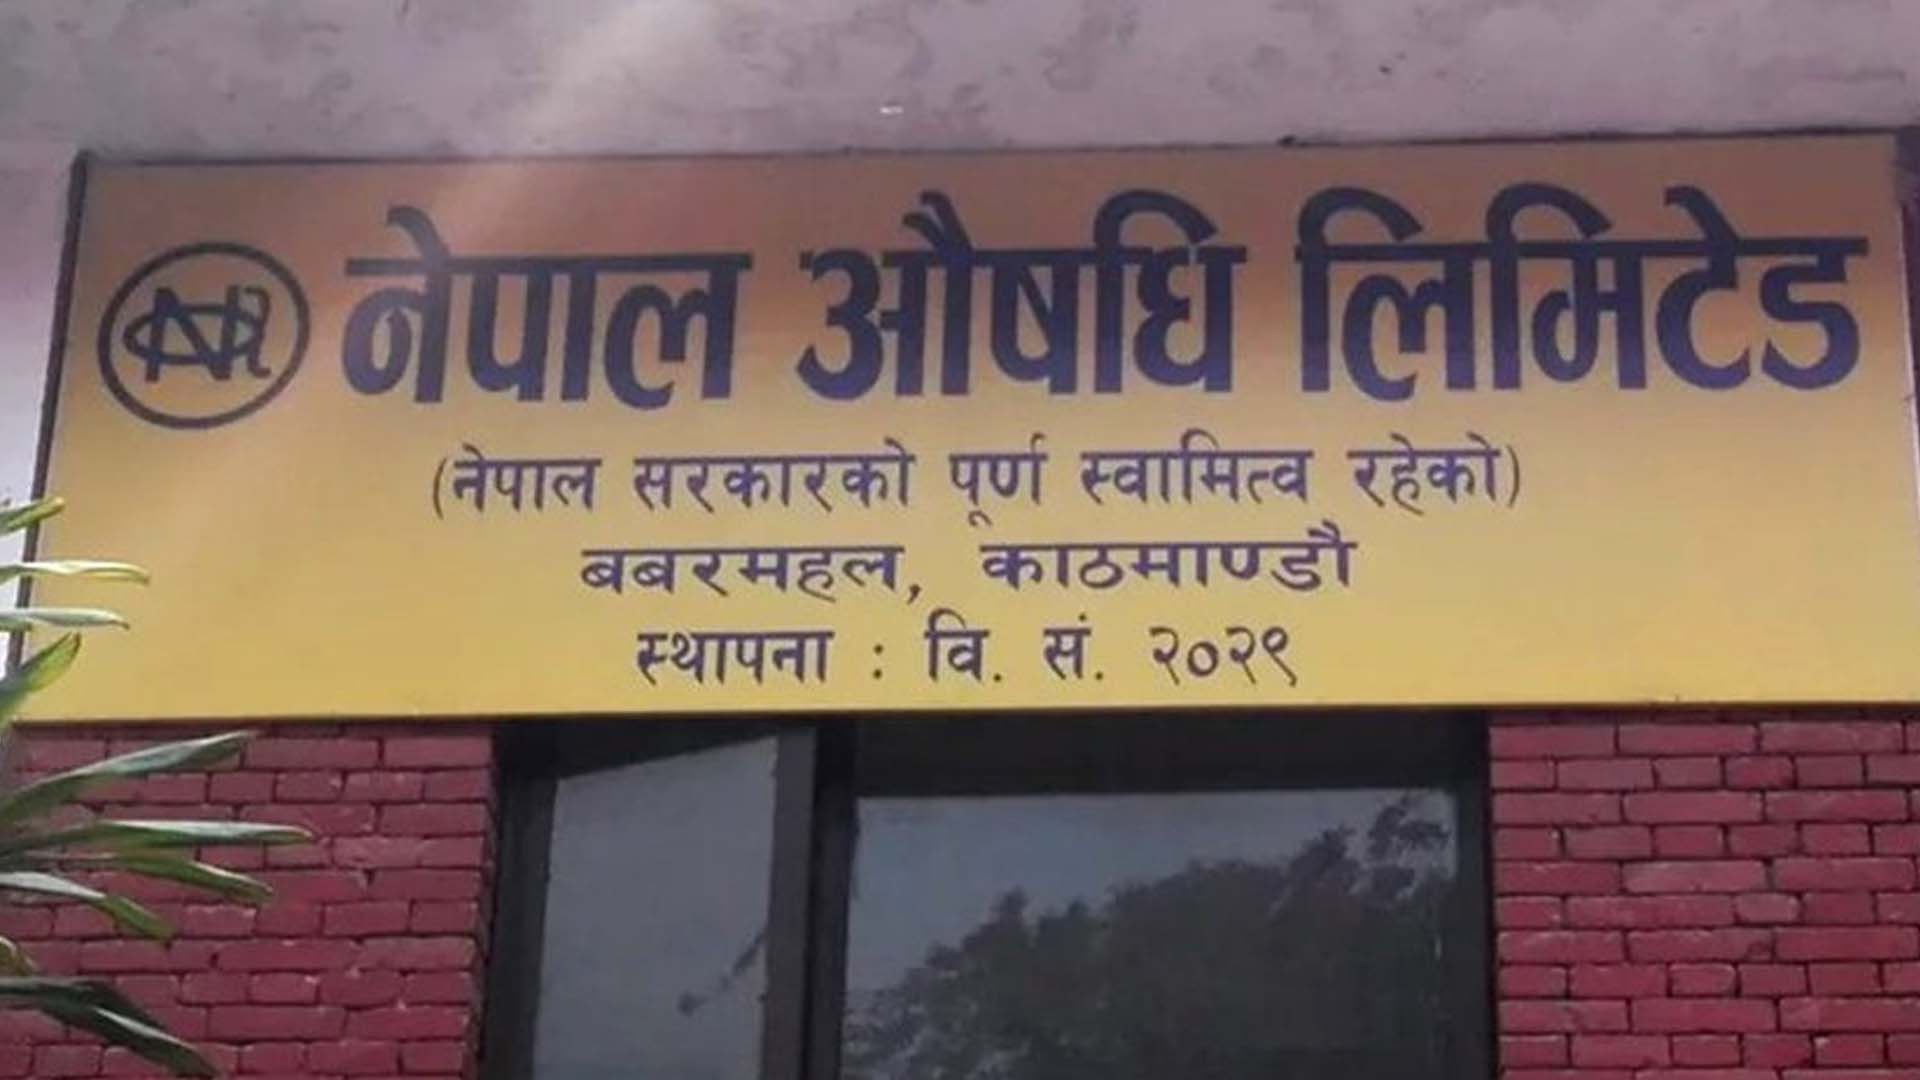 नेपाल औषधि लिमिटेड
(नेपाल सरकारको पूर्ण स्वामित्व रहेको)
बबरमहल, काठमाण्डौ
स्थापना : वि. सं. २०२९